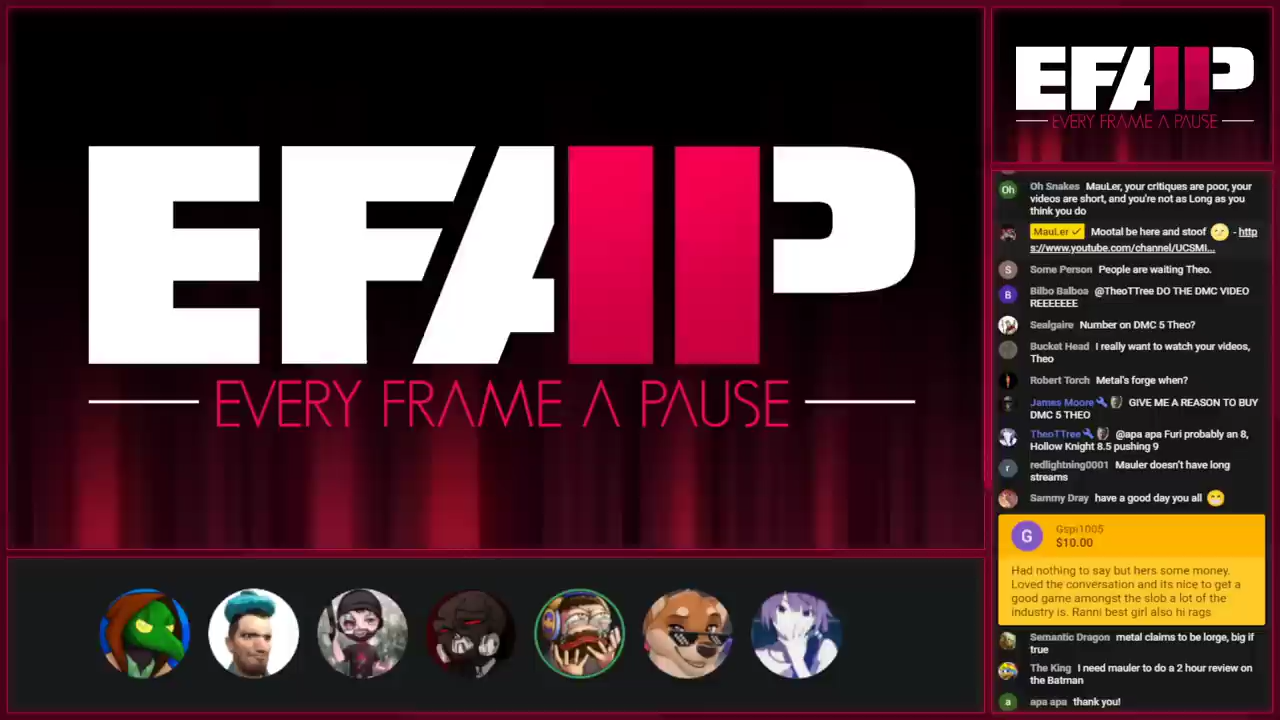 EFAP
EVERY FRAME A PAUSE
EFAP
EVERY FRAME A PAUSE
Oh
Oh Snakes MauLer, your critiques are poor, your
videos are short, and you're not as Long as you
think you do
MauLer Mootal be here and stoof - http
s://www.youtube.com/channel/UCSMi...
S
Some Person People are waiting Theo.
B
Bilbo Balboa @TheoTTree DO THE DMC VIDEO
REEEEEEE
Sealgaire Number on DMC 5 Theo?
Bucket Head I really want to watch your videos,
Theo
Robert Torch Metal's forge when?
James Moore GIVE ME A REASON TO BUY
DMC 5 THEO
TheoTTree @apa apa Furi probably an 8,
Hollow Knight 8.5 pushing 9
r
redlightning0001 Mauler doesn't have long
streams
Sammy Dray have a good day you all
G
Gspi1005
$10.00
Had nothing to say but hers some money.
Loved the conversation and its nice to get a
good game amongst the slob a lot of the
industry is. Ranni best girl also hi rags
Semantic Dragon metal claims to be lorge, big if
true
The King I need mauler to do a 2 hour review on
the Batman
a
apa apa thank you!